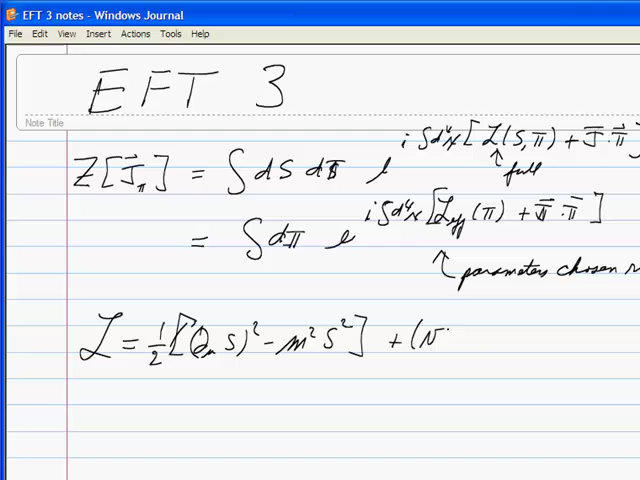 EFT 3 notes - Windows Journal
File Edit View Insert Actions Tools Help
EFT 3
Note Title
Z[J⃗_π] = ∫ dS dπ⃗ e^{i∫d⁴x[ℒ(S,π⃗) + J⃗·π⃗]}
↑ full
= ∫ dπ e^{i∫d⁴x[ℒ_eff(π) + J⃗·π⃗]}
↑ parameters chosen
ℒ = 1/2 [(∂_μ S)² - m² S²] + (v